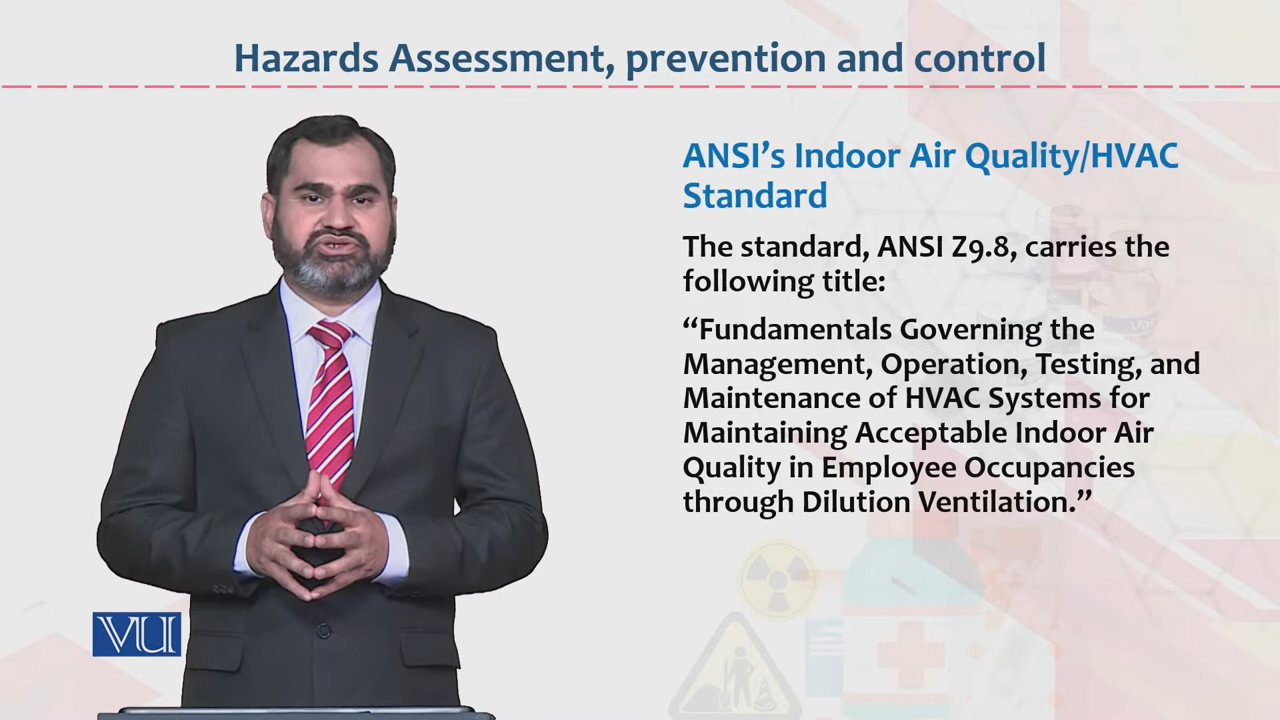 Hazards Assessment, prevention and control
ANSI’s Indoor Air Quality/HVAC
Standard
The standard, ANSI Z9.8, carries the
following title:
“Fundamentals Governing the
Management, Operation, Testing, and
Maintenance of HVAC Systems for
Maintaining Acceptable Indoor Air
Quality in Employee Occupancies
through Dilution Ventilation.”
VU